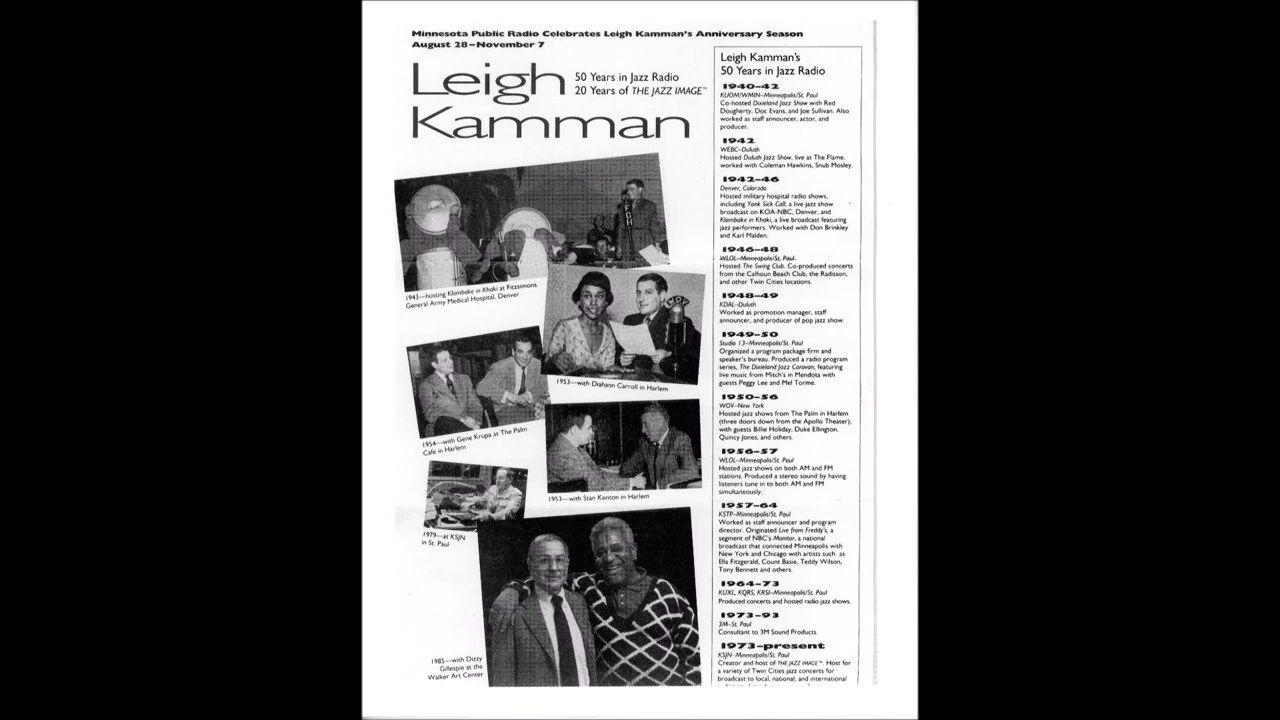 Minnesota Public Radio Celebrates Leigh Kamman's Anniversary Season
August 28–November 7
Leigh
Kamman
50 Years in Jazz Radio
20 Years of THE JAZZ IMAGE™
FGH
1943—hosting Klambake in Khaki at Fitzsimons
General Army Medical Hospital, Denver
WOV
1953—with Diahann Carroll in Harlem
1954—with Gene Krupa at The Palm
Cafe in Harlem
1953—with Stan Kenton in Harlem
1979—at KSJN
in St. Paul
1985—with Dizzy
Gillespie at the
Walker Art Center
Leigh Kamman's
50 Years in Jazz Radio
1940–42
KUOM/WMIN–Minneapolis/St. Paul
Co-hosted Dixieland Jazz Show with Red
Dougherty, Doc Evans, and Joe Sullivan. Also
worked as staff announcer, actor, and
producer.
1942
WEBC–Duluth
Hosted Duluth Jazz Show, live at The Flame.
worked with Coleman Hawkins, Snub Mosley.
1942–46
Denver, Colorado
Hosted military hospital radio shows,
including Yank Sick Call, a live jazz show
broadcast on KOA-NBC, Denver, and
Klambake in Khaki, a live broadcast featuring
jazz performers. Worked with Don Brinkley
and Karl Malden.
1946–48
WLOL–Minneapolis/St. Paul.
Hosted The Swing Club. Co-produced concerts
from the Calhoun Beach Club, the Radisson,
and other Twin Cities locations.
1948–49
KDAL–Duluth
Worked as promotion manager, staff
announcer, and producer of pop jazz show.
1949–50
Studio 13–Minneapolis/St. Paul
Organized a program package firm and
speaker's bureau. Produced a radio program
series, The Dixieland Jazz Caravan, featuring
live music from Mitch's in Mendota with
guests Peggy Lee and Mel Torme.
1950–56
WOV–New York
Hosted jazz shows from The Palm in Harlem
(three doors down from the Apollo Theater),
with guests Billie Holiday, Duke Ellington,
Quincy Jones, and others.
1956–57
WLOL–Minneapolis/St. Paul
Hosted jazz shows on both AM and FM
stations. Produced a stereo sound by having
listeners tune in to both AM and FM
simultaneously.
1957–64
KSTP–Minneapolis/St. Paul
Worked as staff announcer and program
director. Originated Live from Freddy's, a
segment of NBC's Monitor, a national
broadcast that connected Minneapolis with
New York and Chicago with artists such as
Ella Fitzgerald, Count Basie, Teddy Wilson,
Tony Bennett and others.
1964–73
KUXL, KQRS, KRSI–Minneapolis/St. Paul
Produced concerts and hosted radio jazz shows.
1973–93
3M–St. Paul
Consultant to 3M Sound Products.
1973–present
KSJN–Minneapolis/St. Paul
Creator and host of THE JAZZ IMAGE™. Host for
a variety of Twin Cities jazz concerts for
broadcast to local, national, and international